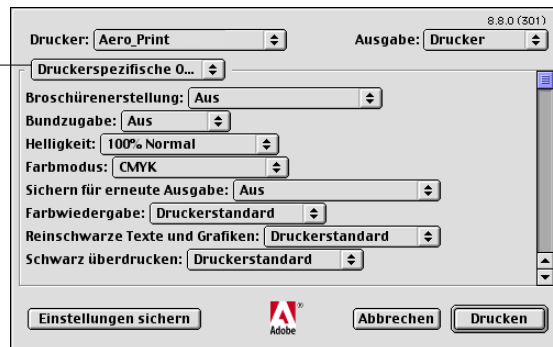 8.8.0 (301)
Drucker: Aero_Print Ausgabe: Drucker
Druckerspezifische O...
Broschürenerstellung: Aus
Bundzugabe: Aus
Helligkeit: 100% Normal
Farbmodus: CMYK
Sichern für erneute Ausgabe: Aus
Farbwiedergabe: Druckerstandard
Reinschwarze Texte und Grafiken: Druckerstandard
Schwarz überdrucken: Druckerstandard
Einstellungen sichern Adobe® Abbrechen Drucken